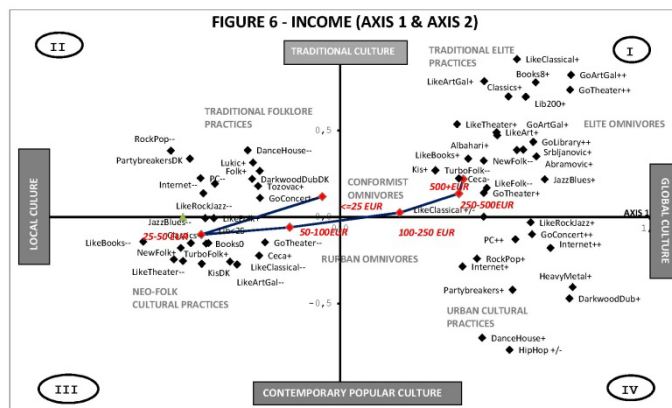 FIGURE 6 - INCOME (AXIS 1 & AXIS 2)
II
TRADITIONAL CULTURE
I
TRADITIONAL ELITE
PRACTICES
LikeClassical+
LikeArtGal+
Books8+
GoArtGal++
Classics+
GoTheater++
Lib200+
TRADITIONAL FOLKLORE
PRACTICES
0,5
LikeTheater+
GoArtGal+
ELITE OMNIVORES
LikeArt+
RockPop--
DanceHouse--
Albahari+
GoLibrary++
PartybreakersDK
Lukic+
LikeBooks+
NewFolk--
Srbljanovic+
Folk+
TurboFolk--
Abramovic+
Kis+
Internet--
PC--
DarkwoodDubDK
CONFORMIST
OMNIVORES
Ceca-
LikeJazz+
Tozovac+
500+EUR
LikeFolk--
GoConcert
GoTheater+
LikeRockJazz--
<=25 EUR
250-500EUR
LikeClassical+/-
LOCAL CULURE
JazzBlues--
LikeFolk+
AXIS 1
GLOBAL CULTURE
25-50 EUR
50-100EUR
100-250 EUR
LikeRockJazz+
GoConcert++
LikeBooks--
Books0
GoTheater--
PC++
Internet++
NewFolk+
TurboFolk+
Ceca+
RURBAN OMNIVORES
RockPop+
LikeTheater--
KisDK
LikeClassical--
Internet+
HeavyMetal+
NEO-FOLK
CULTURAL PRACTICES
LikeArtGal--
Partybreakers+
DarkwoodDub+
-0,5
URBAN CULTURAL
PRACTICES
DanceHouse+
HipHop +/-
III
CONTEMPORARY POPULAR CULTURE
IV